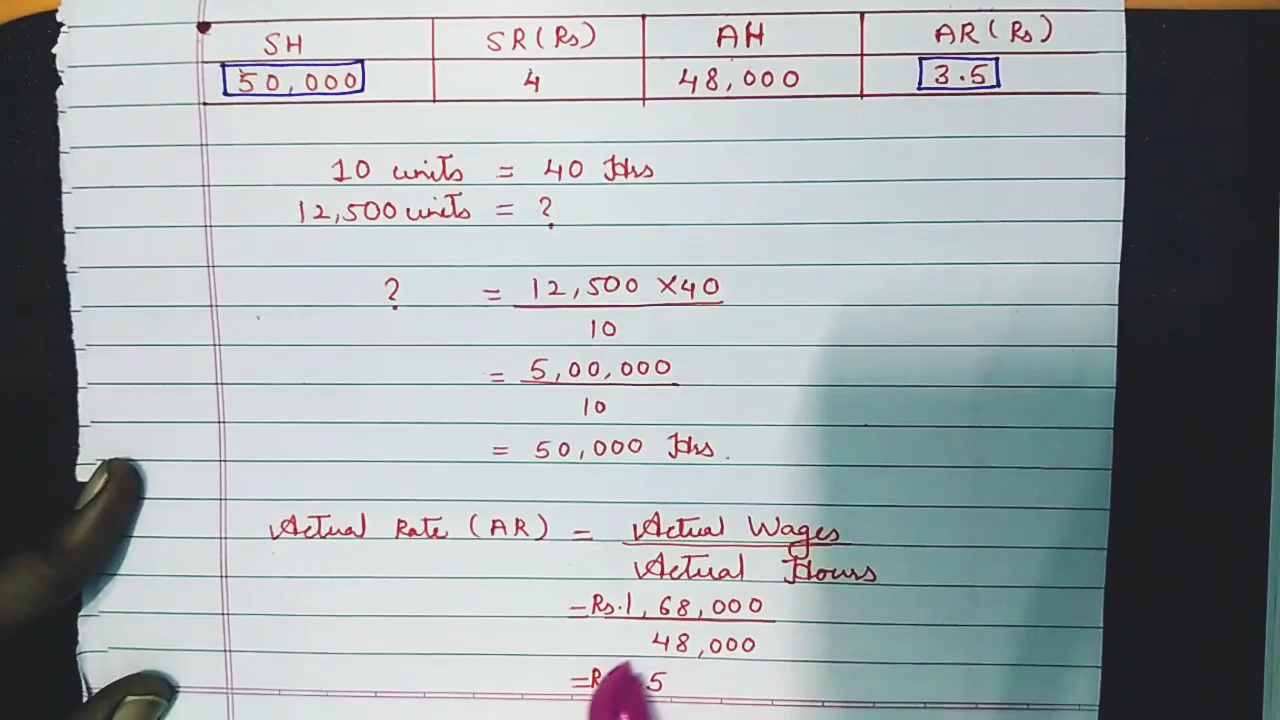 SH SR (Rs) AH AR (Rs)
50,000 4 48,000 3.5
10 units = 40 Hrs
12,500 units = ?
? = 12,500 × 40
10
= 5,00,000
10
= 50,000 Hrs.
Actual Rate (AR) = Actual Wages
Actual Hours
= Rs. 1,68,000
48,000